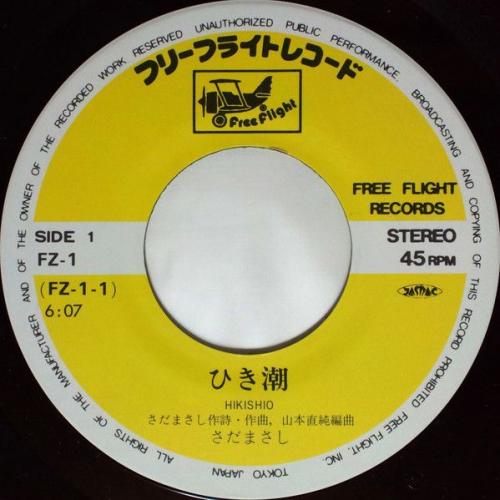 ALL RIGHTS OF THE MANUFACTURER AND OF THE OWNER OF THE RECORDED WORK RESERVED UNAUTHORIZED PUBLIC PERFORMANCE. BROADCASTING AND COPYING OF THIS RECORD PROHIBITED FREE FLIGHT, INC. TOKYO JAPAN
フリーフライトレコード
Free Flight
FREE FLIGHT
RECORDS
SIDE 1
STEREO
FZ-1
45 RPM
(FZ-1-1)
JASRAC
6:07
ひき潮
HIKISHIO
さだまさし作詩・作曲, 山本直純編曲
さだまさし